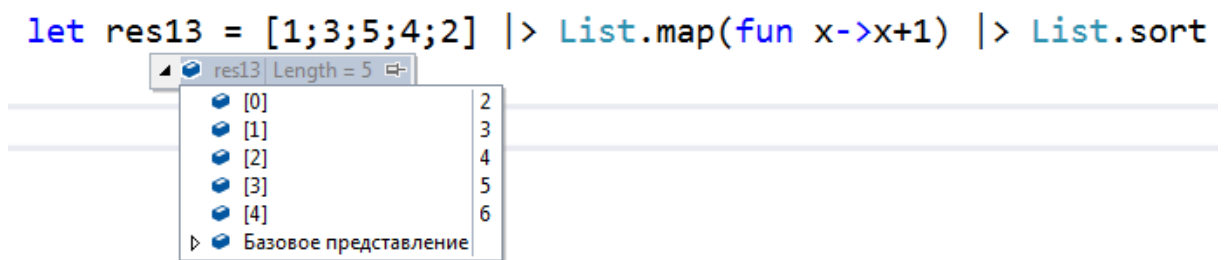 let res13 = [1;3;5;4;2] |> List.map(fun x->x+1) |> List.sort
res13 Length = 5
[0] 2
[1] 3
[2] 4
[3] 5
[4] 6
Базовое представление